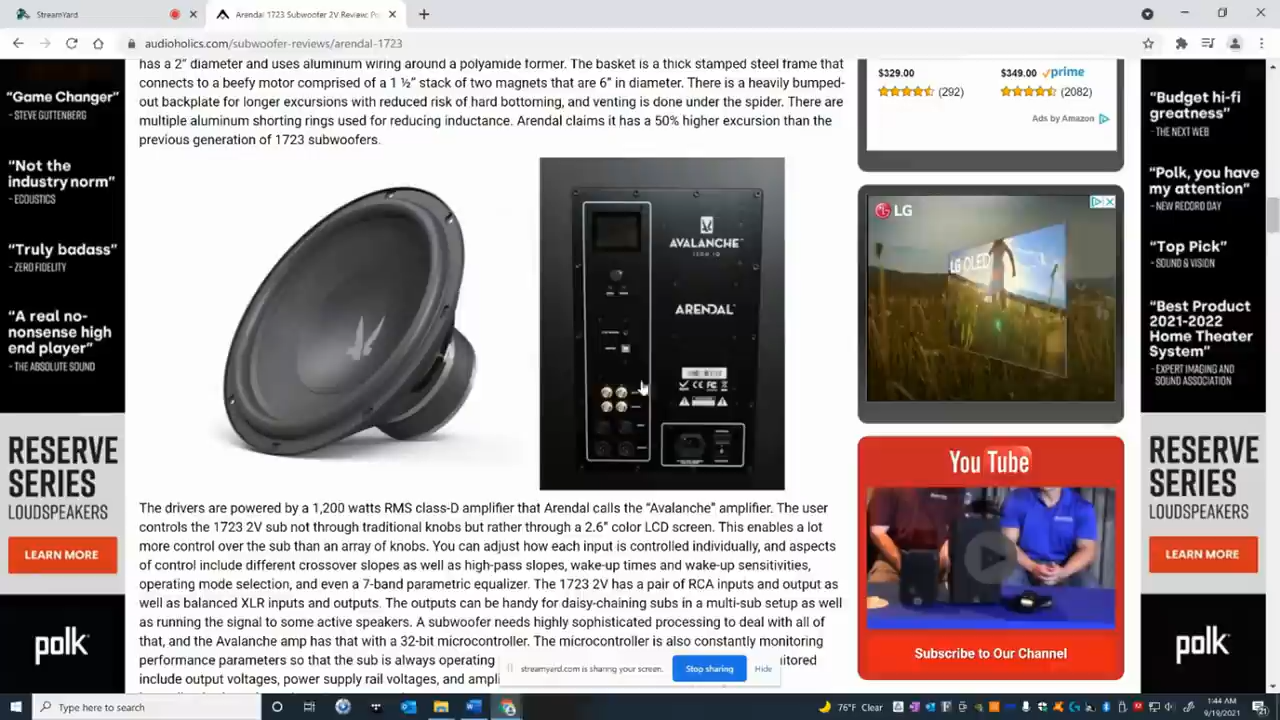 StreamYard
Arendal 1723 Subwoofer 2V Review: Po
audioholics.com/subwoofer-reviews/arendal-1723
has a 2” diameter and uses aluminum wiring around a polyamide former. The basket is a thick stamped steel frame that
connects to a beefy motor comprised of a 1 ½” stack of two magnets that are 6” in diameter. There is a heavily bumped-
out backplate for longer excursions with reduced risk of hard bottoming, and venting is done under the spider. There are
multiple aluminum shorting rings used for reducing inductance. Arendal claims it has a 50% higher excursion than the
previous generation of 1723 subwoofers.
AVALANCHE
ARENDAL
The drivers are powered by a 1,200 watts RMS class-D amplifier that Arendal calls the “Avalanche” amplifier. The user
controls the 1723 2V sub not through traditional knobs but rather through a 2.6” color LCD screen. This enables a lot
more control over the sub than an array of knobs. You can adjust how each input is controlled individually, and aspects
of control include different crossover slopes as well as high-pass slopes, wake-up times and wake-up sensitivities,
operating mode selection, and even a 7-band parametric equalizer. The 1723 2V has a pair of RCA inputs and output as
well as balanced XLR inputs and outputs. The outputs can be handy for daisy-chaining subs in a multi-sub setup as well
as running the signal to some active speakers. A subwoofer needs highly sophisticated processing to deal with all of
that, and the Avalanche amp has that with a 32-bit microcontroller. The microcontroller is also constantly monitoring
performance parameters so that the sub is always operating
include output voltages, power supply rail voltages, and ampli
streamyard.com is sharing your screen.
Stop sharing
Hide
“Game Changer”
- STEVE GUTTENBERG
“Not the
industry norm”
- ECOUSTICS
“Truly badass”
- ZERO FIDELITY
“A real no-
nonsense high
end player”
- THE ABSOLUTE SOUND
RESERVE
SERIES
LOUDSPEAKERS
LEARN MORE
polk
$329.00
(292)
$349.00 prime
(2082)
Ads by Amazon
LG
LG OLED
You Tube
Subscribe to Our Channel
“Budget hi-fi
greatness”
- THE NEXT WEB
“Polk, you have
my attention”
- NEW RECORD DAY
“Top Pick”
- SOUND & VISION
“Best Product
2021-2022
Home Theater
System”
- EXPERT IMAGING AND
SOUND ASSOCIATION
RESERVE
SERIES
LOUDSPEAKERS
LEARN MORE
polk
Type here to search
76°F Clear
1:44 AM
9/19/2021